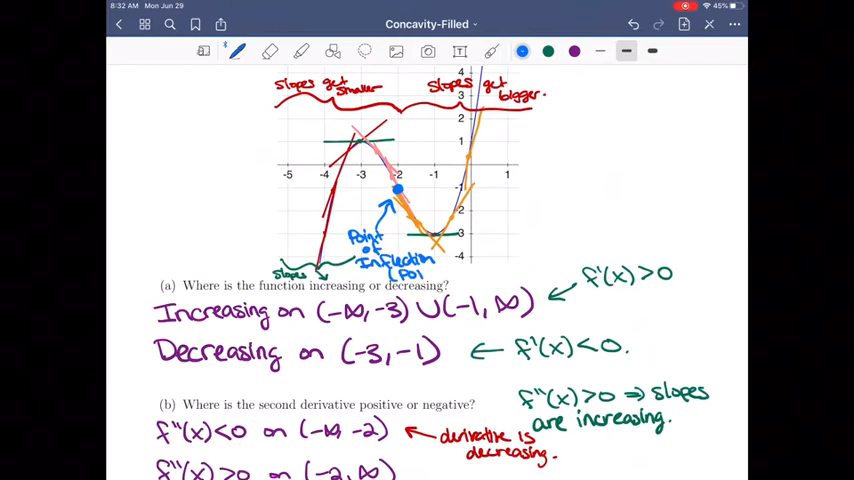 8:32 AM Mon Jun 29
45%
Concavity-Filled
slopes get smaller
slopes get bigger.
4
3
2
1
-5 -4 -3 -2 -1 1
-1
-2
-3
-4
Point
of
Inflection
(POI
slopes
(a) Where is the function increasing or decreasing?
f'(x) > 0
Increasing on (-∞, -3) ∪ (-1, ∞)
Decreasing on (-3, -1)
f'(x) < 0.
(b) Where is the second derivative positive or negative?
f''(x) > 0 ⇒ slopes
are increasing.
f''(x) < 0 on (-∞, -2)
derivative is
decreasing.
f''(x) > 0 on (-2, ∞)